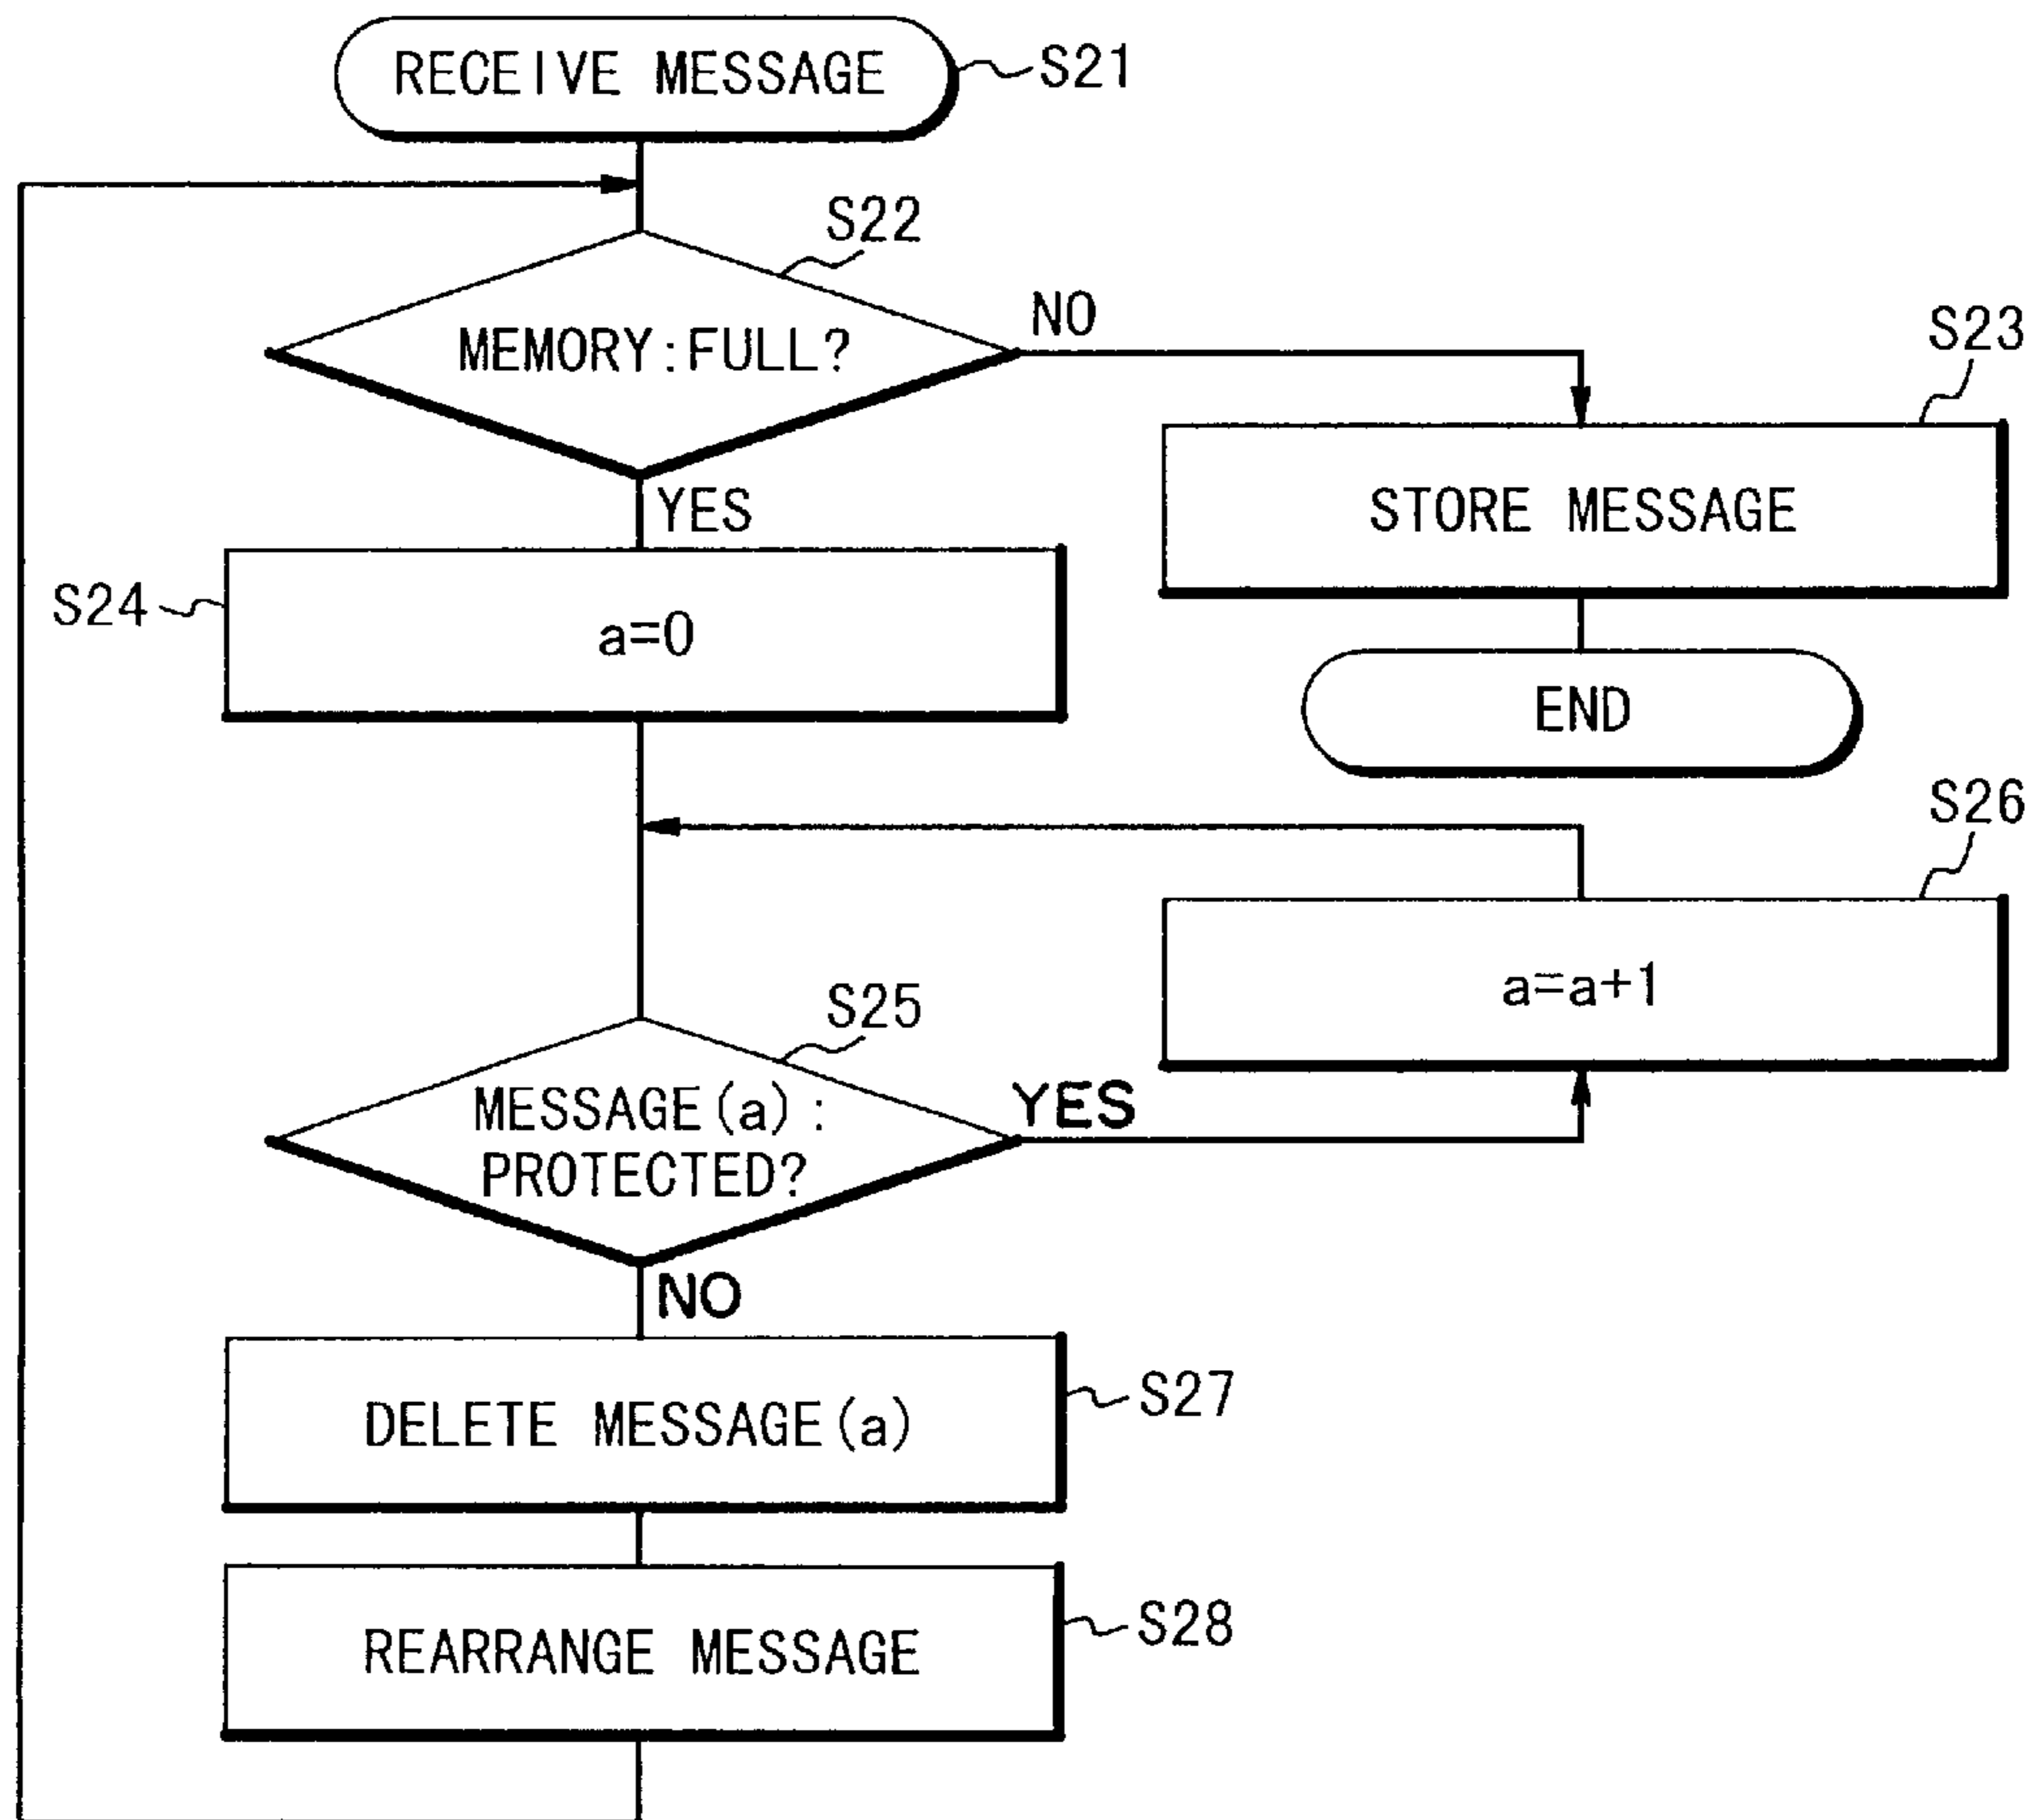 RECEIVE MESSAGE
S21
S22
MEMORY:FULL?
NO
S23
YES
STORE MESSAGE
S24
a=0
END
S26
a=a+1
S25
MESSAGE(a):
PROTECTED?
YES
NO
DELETE MESSAGE(a)
S27
REARRANGE MESSAGE
S28